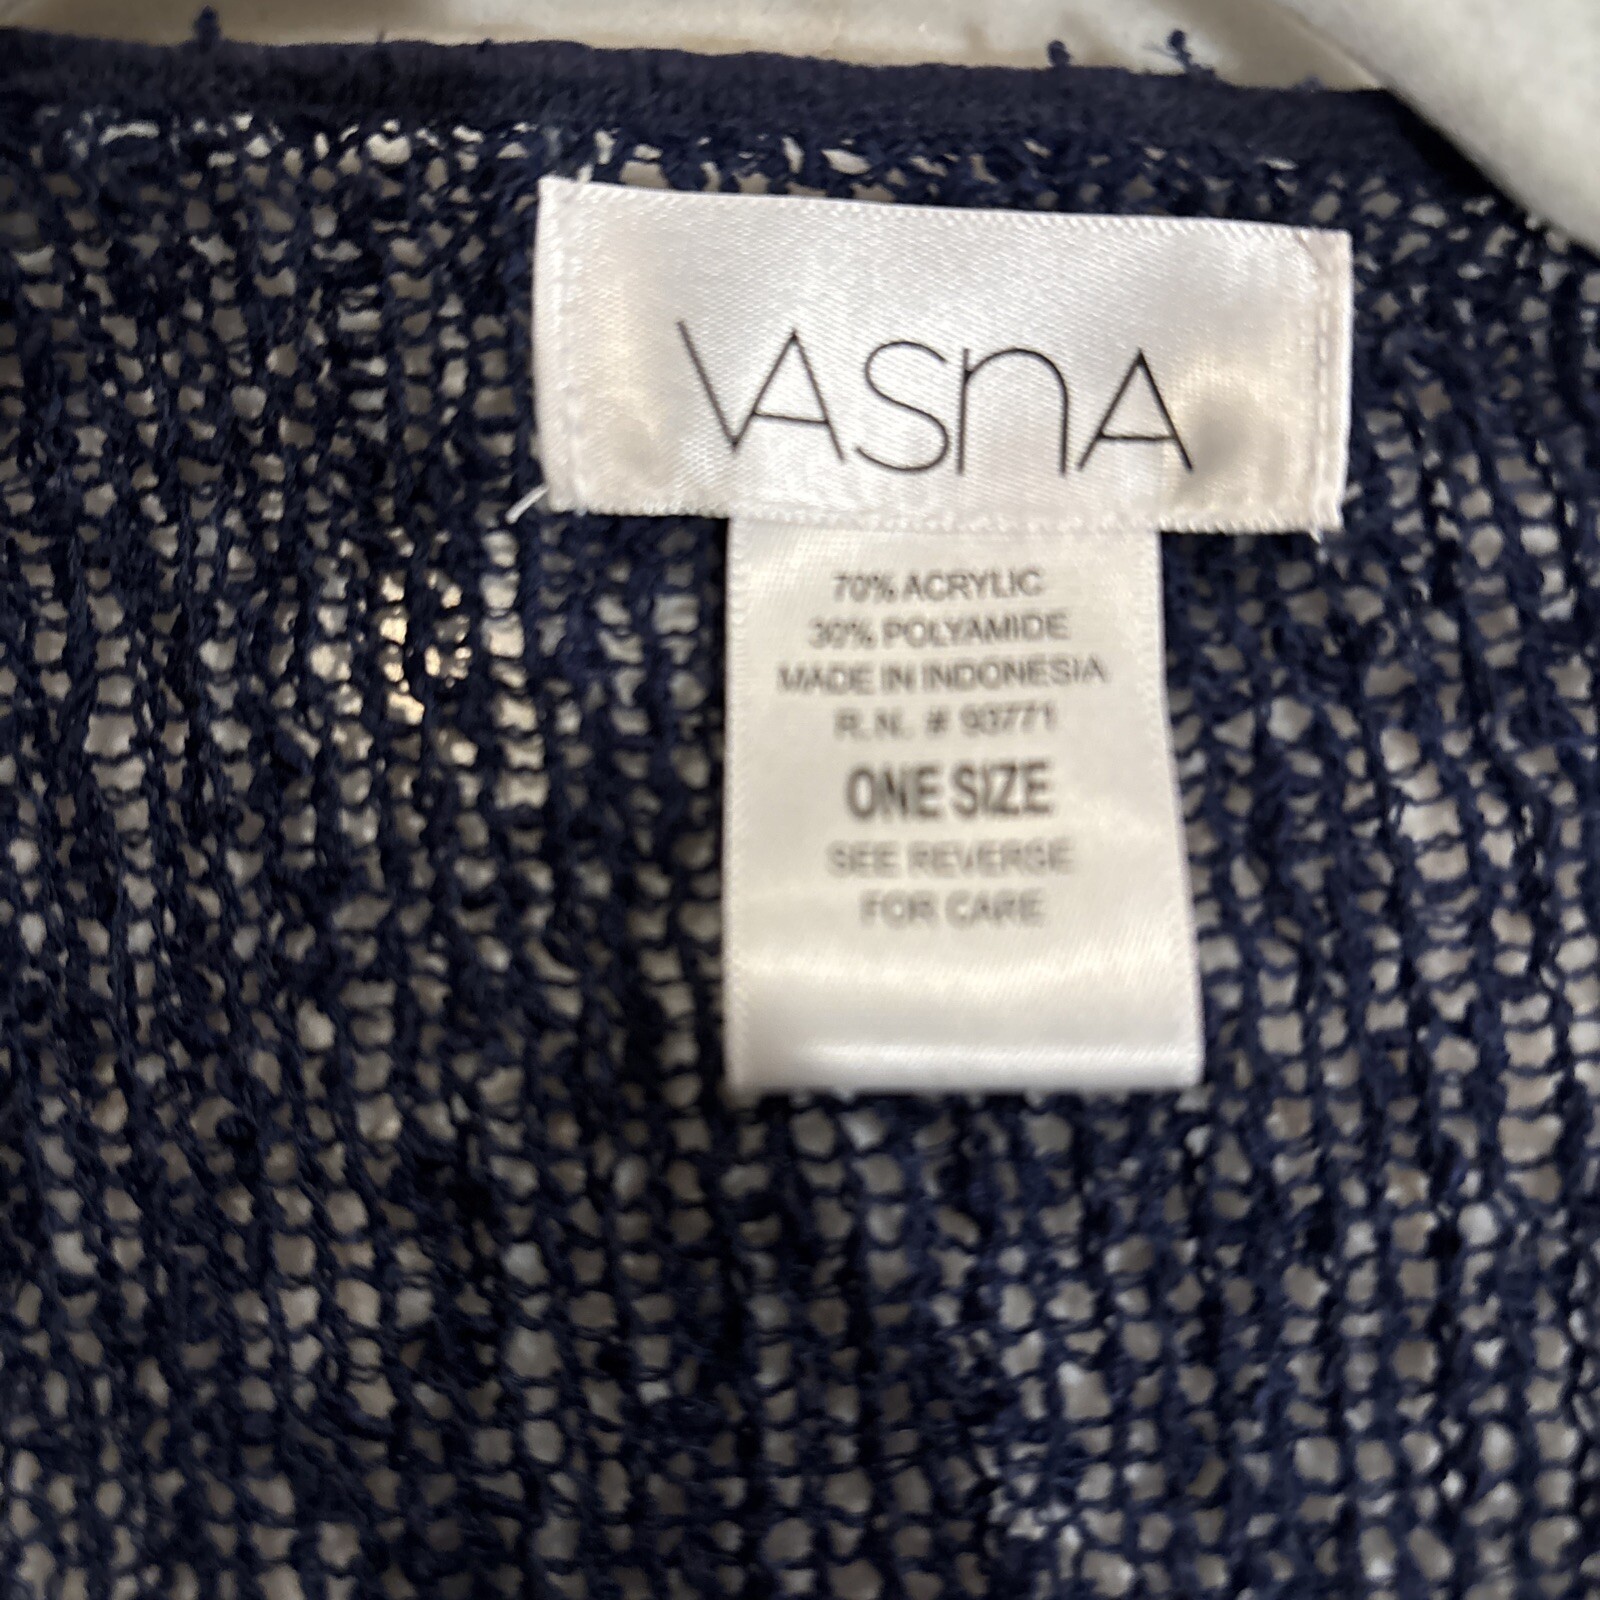 VASnA
70% ACRYLIC
30% POLYAMIDE
MADE IN INDONESIA
R.N. # 93771
ONE SIZE
SEE REVERSE
FOR CARE